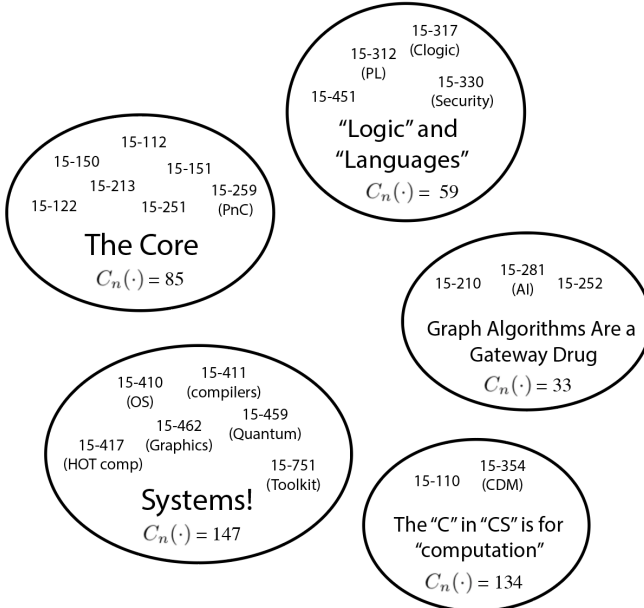 15-317
(Clogic)
15-312
(PL)
15-330
(Security)
15-451
“Logic” and
“Languages”
Cn(·) = 59
15-112
15-150
15-151
15-213
15-259
(PnC)
15-122
15-251
The Core
Cn(·) = 85
15-281
(AI)
15-210
15-252
Graph Algorithms Are a
Gateway Drug
Cn(·) = 33
15-411
(compilers)
15-410
(OS)
15-459
(Quantum)
15-462
(Graphics)
15-417
(HOT comp)
15-751
(Toolkit)
Systems!
Cn(·) = 147
15-354
(CDM)
15-110
The “C” in “CS” is for
“computation”
Cn(·) = 134